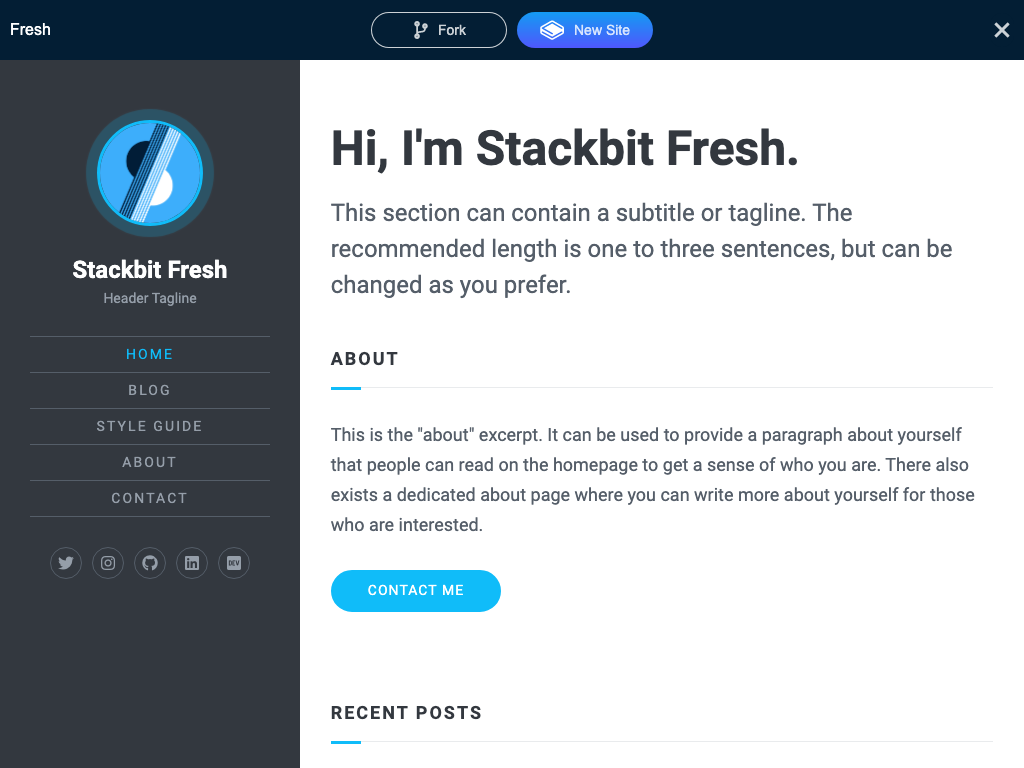 Fresh
Fork
New Site
Stackbit Fresh
Header Tagline
HOME
BLOG
STYLE GUIDE
ABOUT
CONTACT
DEV
Hi, I'm Stackbit Fresh.
This section can contain a subtitle or tagline. The
recommended length is one to three sentences, but can be
changed as you prefer.
ABOUT
This is the "about" excerpt. It can be used to provide a paragraph about yourself
that people can read on the homepage to get a sense of who you are. There also
exists a dedicated about page where you can write more about yourself for those
who are interested.
CONTACT ME
RECENT POSTS